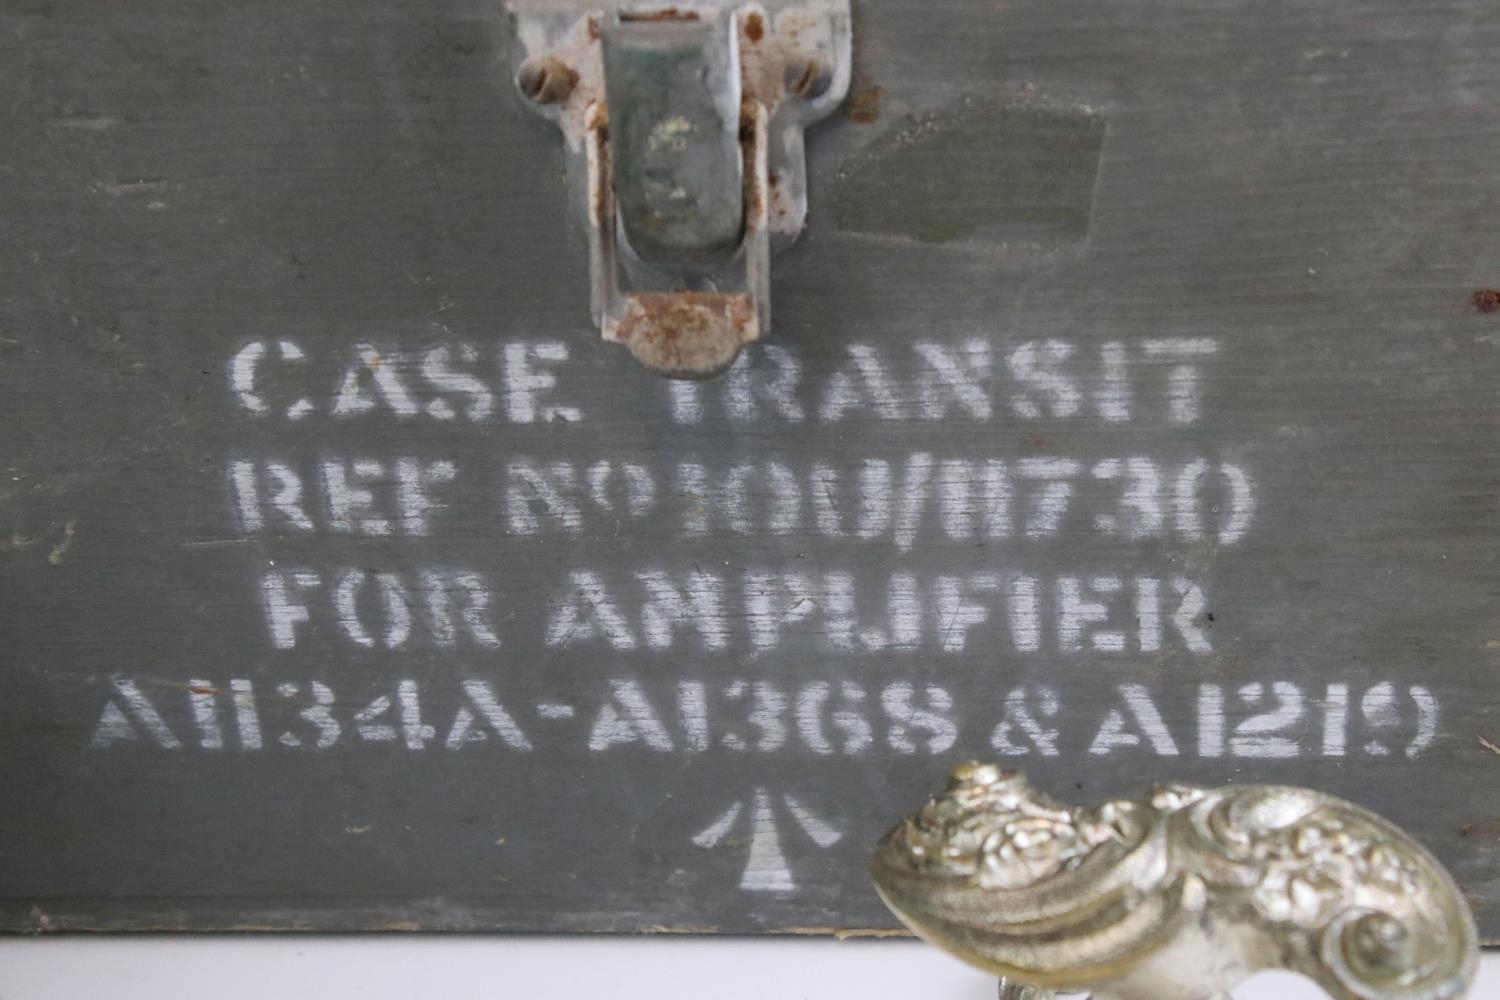 CASE TRANSIT
REF Nº 10U/11730
FOR AMPLIFIER
A1134A-A1368 & A1219